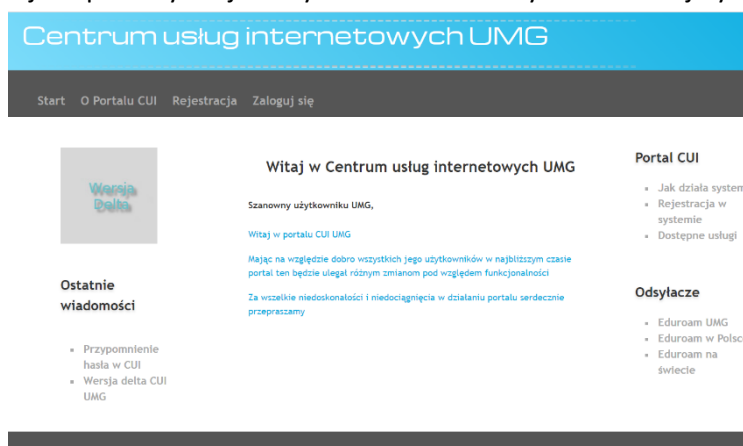 Centrum usług internetowych UMG
Start O Portalu CUI Rejestracja Zaloguj się
Wersja
Delta
Ostatnie
wiadomości
Przypomnienie
hasła w CUI
Wersja delta CUI
UMG
Witaj w Centrum usług internetowych UMG
Szanowny użytkowniku UMG,
Witaj w portalu CUI UMG
Mając na względzie dobro wszystkich jego użytkowników w najbliższym czasie
portal ten będzie ulegał różnym zmianom pod względem funkcjonalności
Za wszelkie niedoskonałości i niedociągnięcia w działaniu portalu serdecznie
przepraszamy
Portal CUI
Jak działa system
Rejestracja w
systemie
Dostępne usługi
Odsyłacze
Eduroam UMG
Eduroam w Polsc
Eduroam na
świecie